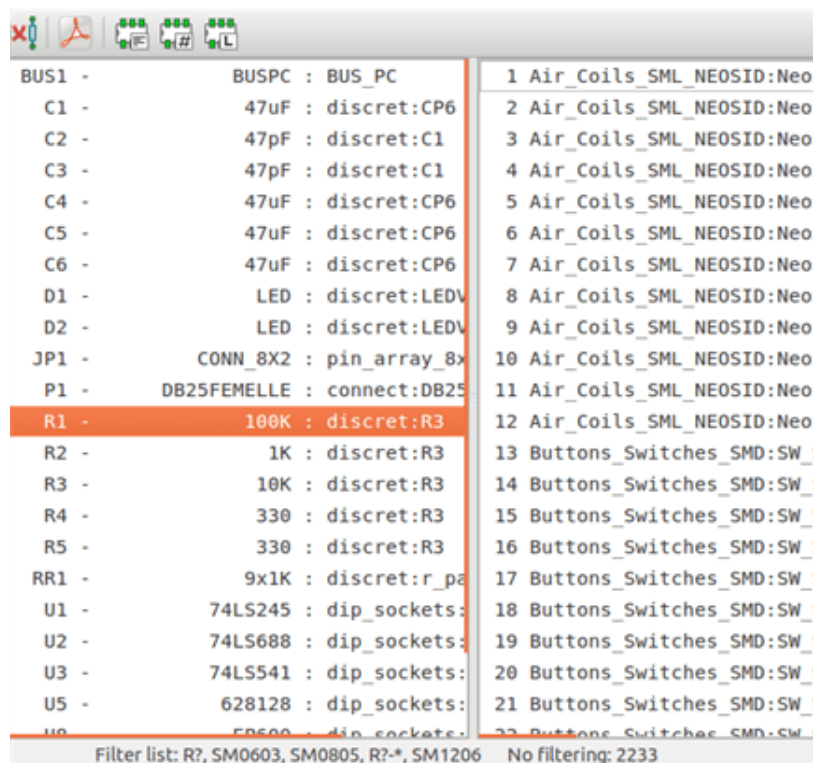 BUS1 - BUSPC : BUS_PC
C1 - 47uF : discret:CP6
C2 - 47pF : discret:C1
C3 - 47pF : discret:C1
C4 - 47uF : discret:CP6
C5 - 47uF : discret:CP6
C6 - 47uF : discret:CP6
D1 - LED : discret:LEDV
D2 - LED : discret:LEDV
JP1 - CONN_8X2 : pin_array_8x
P1 - DB25FEMELLE : connect:DB25
R1 - 100K : discret:R3
R2 - 1K : discret:R3
R3 - 10K : discret:R3
R4 - 330 : discret:R3
R5 - 330 : discret:R3
RR1 - 9x1K : discret:r_pa
U1 - 74LS245 : dip_sockets:
U2 - 74LS688 : dip_sockets:
U3 - 74LS541 : dip_sockets:
U5 - 628128 : dip_sockets:
U8 - EP600 : dip_sockets:
1 Air_Coils_SML_NEOSID:Neo
2 Air_Coils_SML_NEOSID:Neo
3 Air_Coils_SML_NEOSID:Neo
4 Air_Coils_SML_NEOSID:Neo
5 Air_Coils_SML_NEOSID:Neo
6 Air_Coils_SML_NEOSID:Neo
7 Air_Coils_SML_NEOSID:Neo
8 Air_Coils_SML_NEOSID:Neo
9 Air_Coils_SML_NEOSID:Neo
10 Air_Coils_SML_NEOSID:Neo
11 Air_Coils_SML_NEOSID:Neo
12 Air_Coils_SML_NEOSID:Neo
13 Buttons_Switches_SMD:SW_
14 Buttons_Switches_SMD:SW_
15 Buttons_Switches_SMD:SW_
16 Buttons_Switches_SMD:SW_
17 Buttons_Switches_SMD:SW_
18 Buttons_Switches_SMD:SW_
19 Buttons_Switches_SMD:SW_
20 Buttons_Switches_SMD:SW_
21 Buttons_Switches_SMD:SW_
22 Buttons_Switches_SMD:SW_
Filter list: R?, SM0603, SM0805, R?-*, SM1206 No filtering: 2233